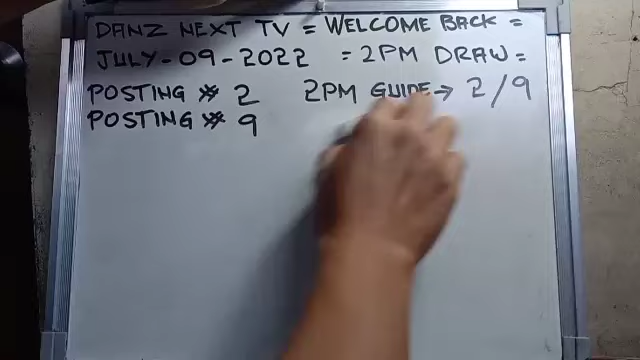 DANZ NEXT TV = WELCOME BACK =
JULY-09-2022 = 2PM DRAW =
POSTING # 2 2PM GUIDE → 2/9
POSTING # 9